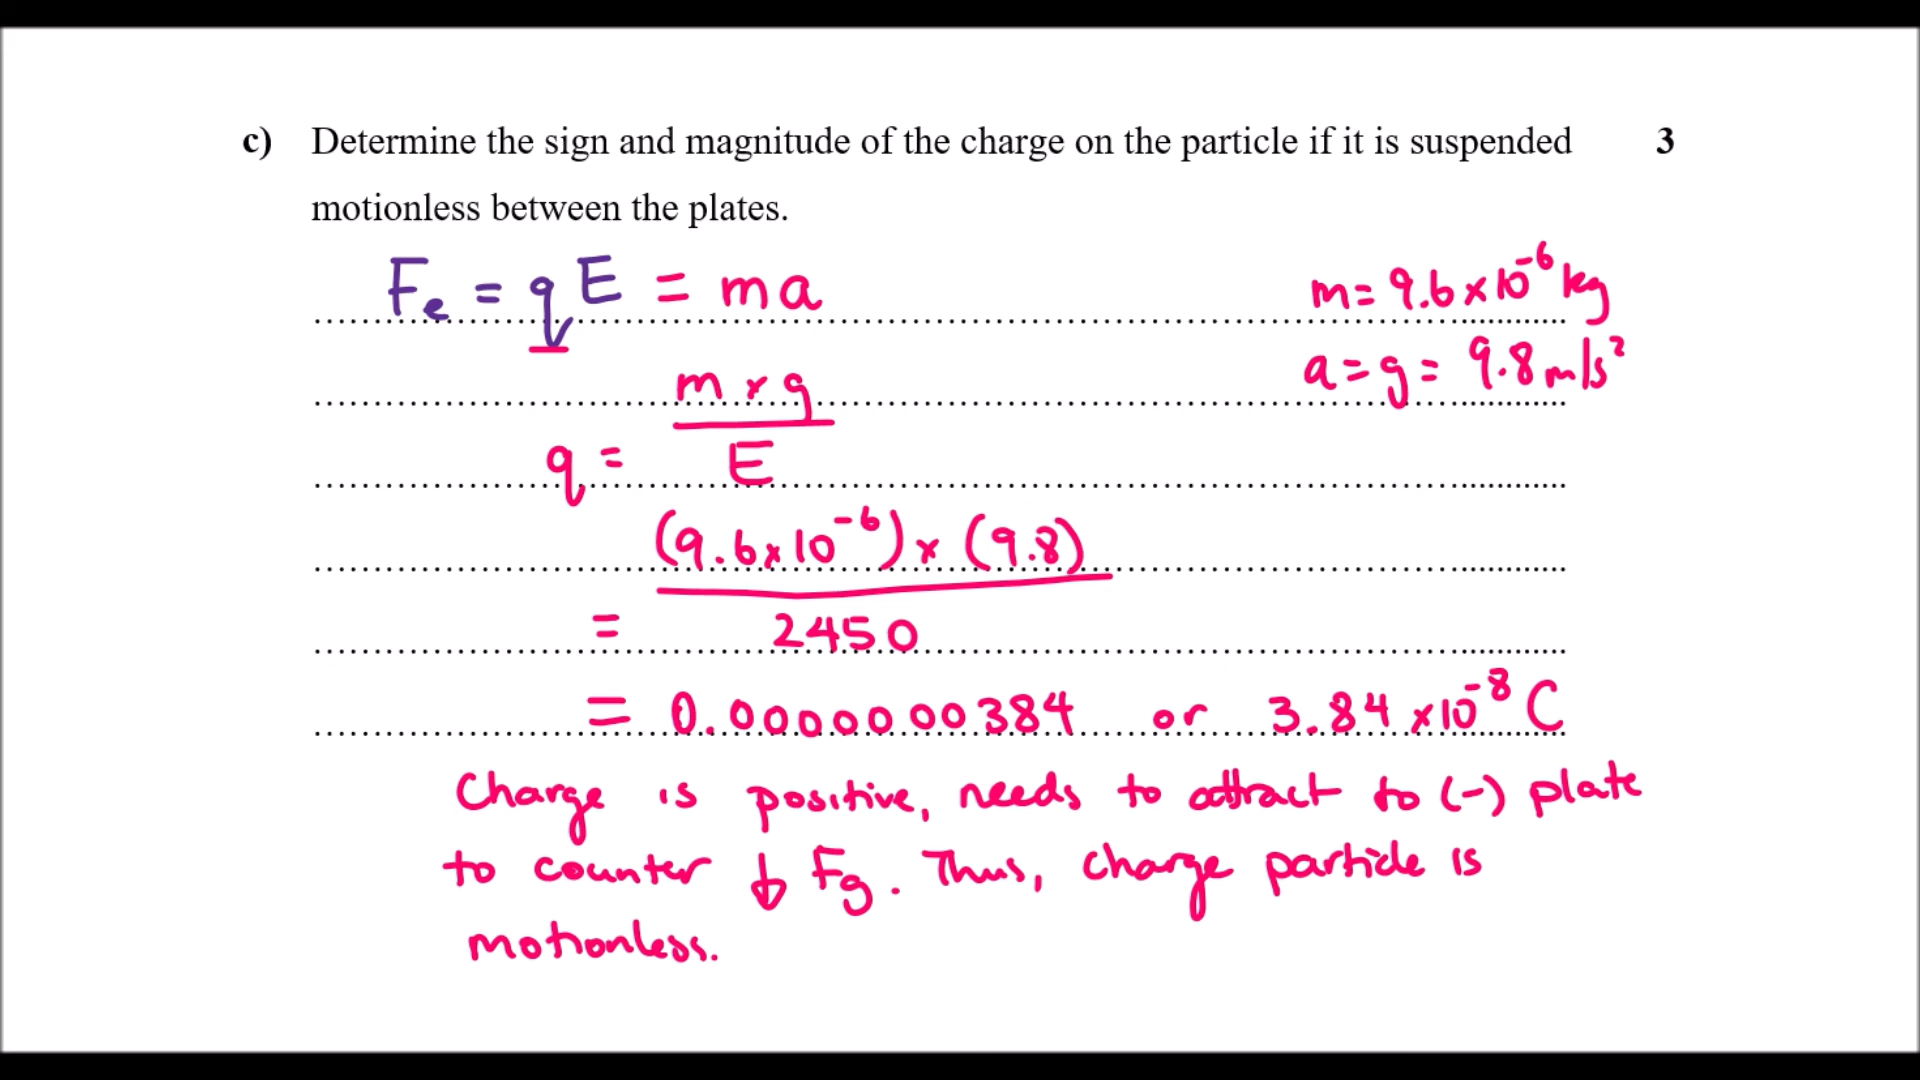 c) Determine the sign and magnitude of the charge on the particle if it is suspended 3
motionless between the plates.
Fe = qE = ma
m = 9.6 × 10⁻⁶ kg
a = g = 9.8 m/s²
m × g
q = E
(9.6 × 10⁻⁶) × (9.8)
= 2450
= 0.0000000384 or 3.84 × 10⁻⁸ C
Charge is positive, needs to attract to (-) plate
to counter ↓ Fg. Thus, charge particle is
motionless.